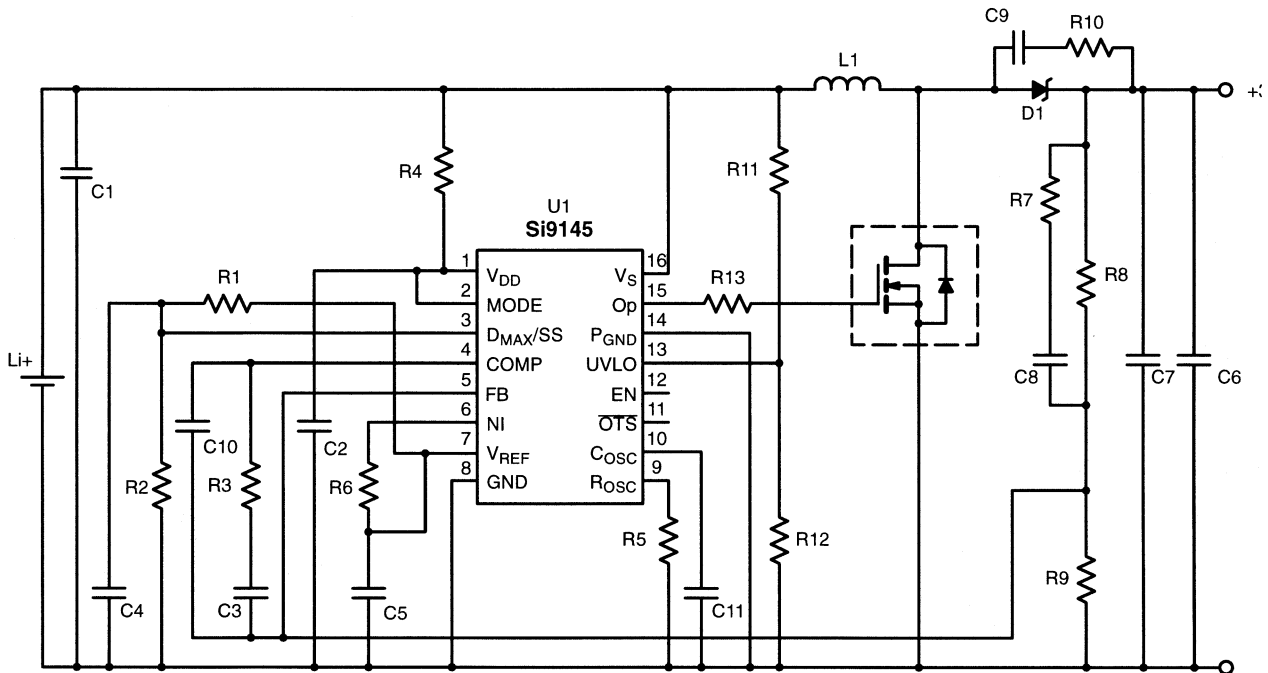 C9
R10
L1
+3
D1
C1
R4
R11
U1
Si9145
R7
R8
1
VDD
VS
16
R1
R13
2
MODE
Op
15
3
DMAX/SS
PGND
14
Li+
4
COMP
UVLO
13
C8
C7
C6
5
FB
EN
12
C10
C2
6
NI
OTS
11
7
VREF
COSC
10
R2
R3
R6
8
GND
ROSC
9
R5
R12
R9
C4
C3
C5
C11